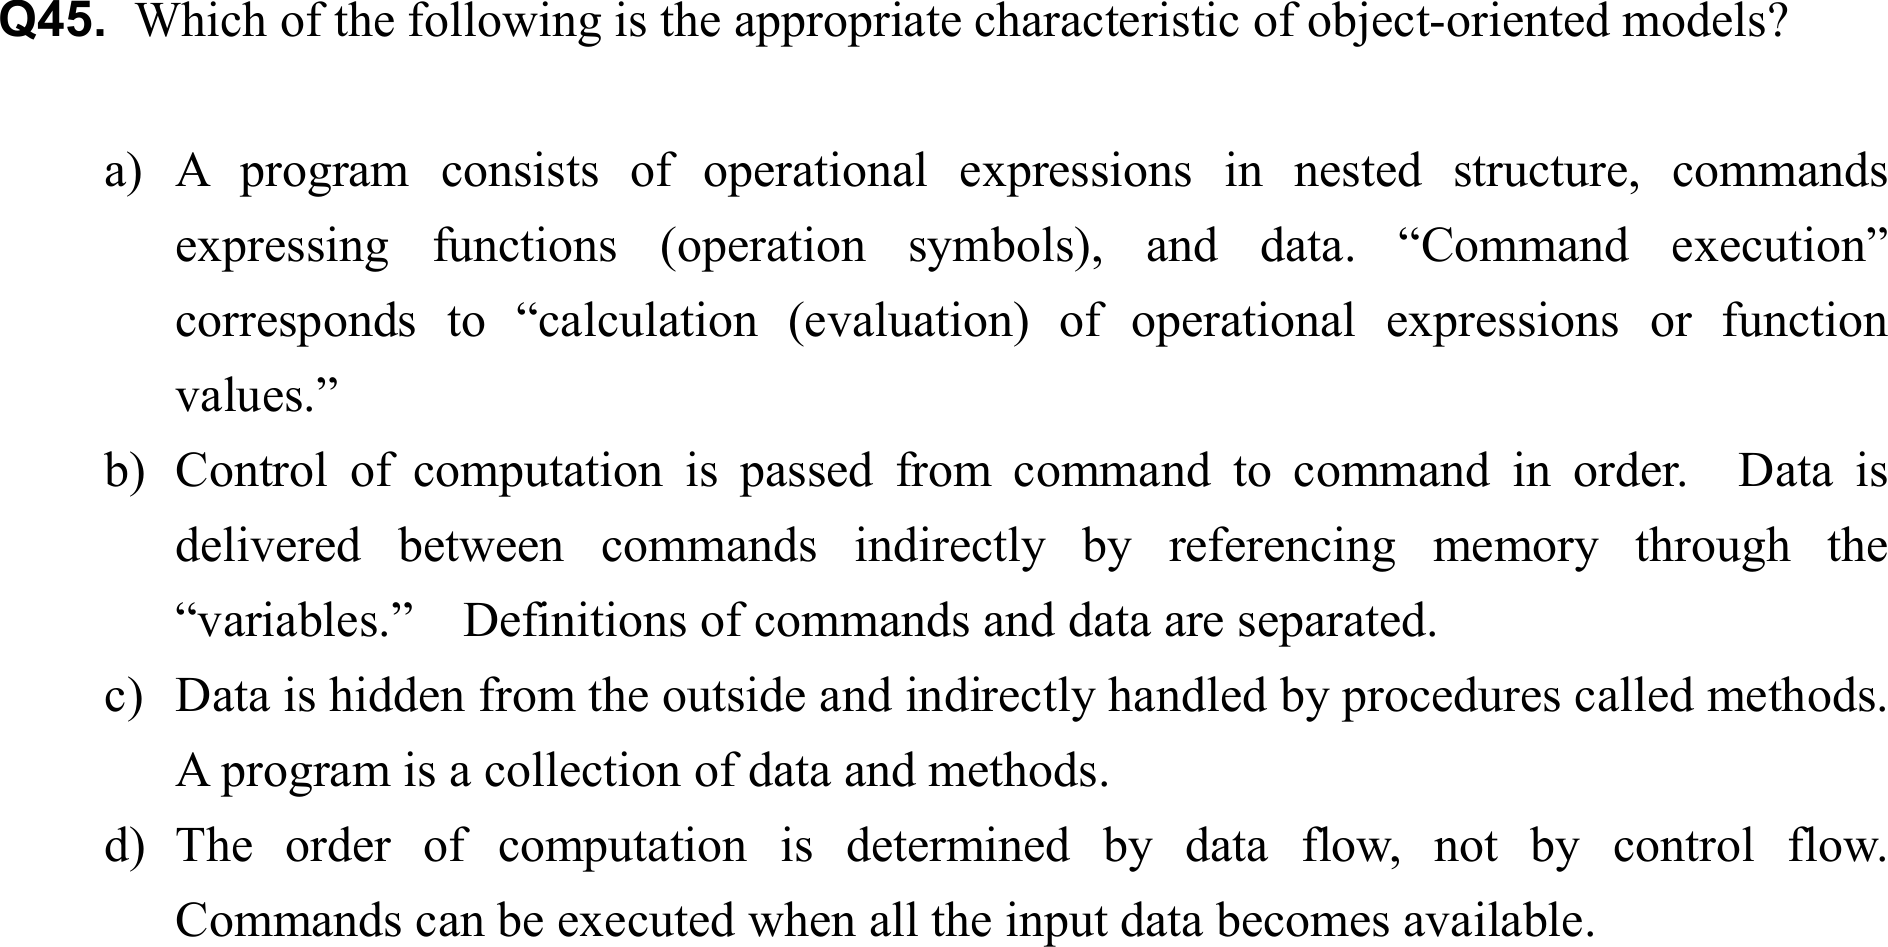 Q45. Which of the following is the appropriate characteristic of object-oriented models?
a) A program consists of operational expressions in nested structure, commands
expressing functions (operation symbols), and data. “Command execution”
corresponds to “calculation (evaluation) of operational expressions or function
values.”
b) Control of computation is passed from command to command in order. Data is
delivered between commands indirectly by referencing memory through the
“variables.” Definitions of commands and data are separated.
c) Data is hidden from the outside and indirectly handled by procedures called methods.
A program is a collection of data and methods.
d) The order of computation is determined by data flow, not by control flow.
Commands can be executed when all the input data becomes available.